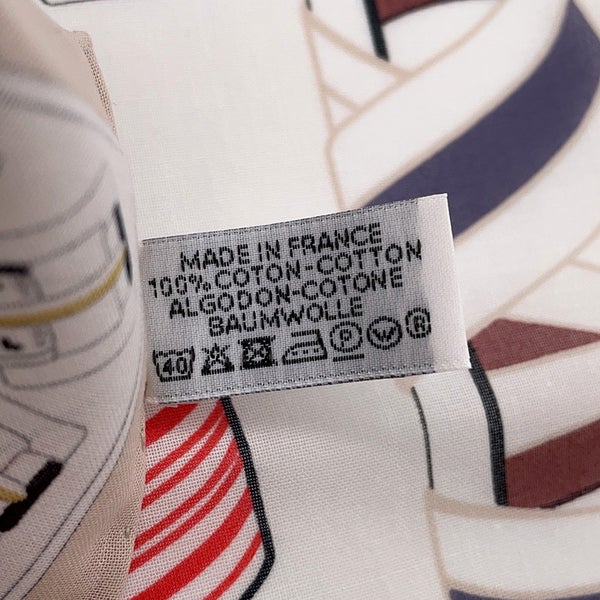 MADE IN FRANCE
100% COTON-COTTON
ALGODON-COTONE
BAUMWOLLE
40 P W R